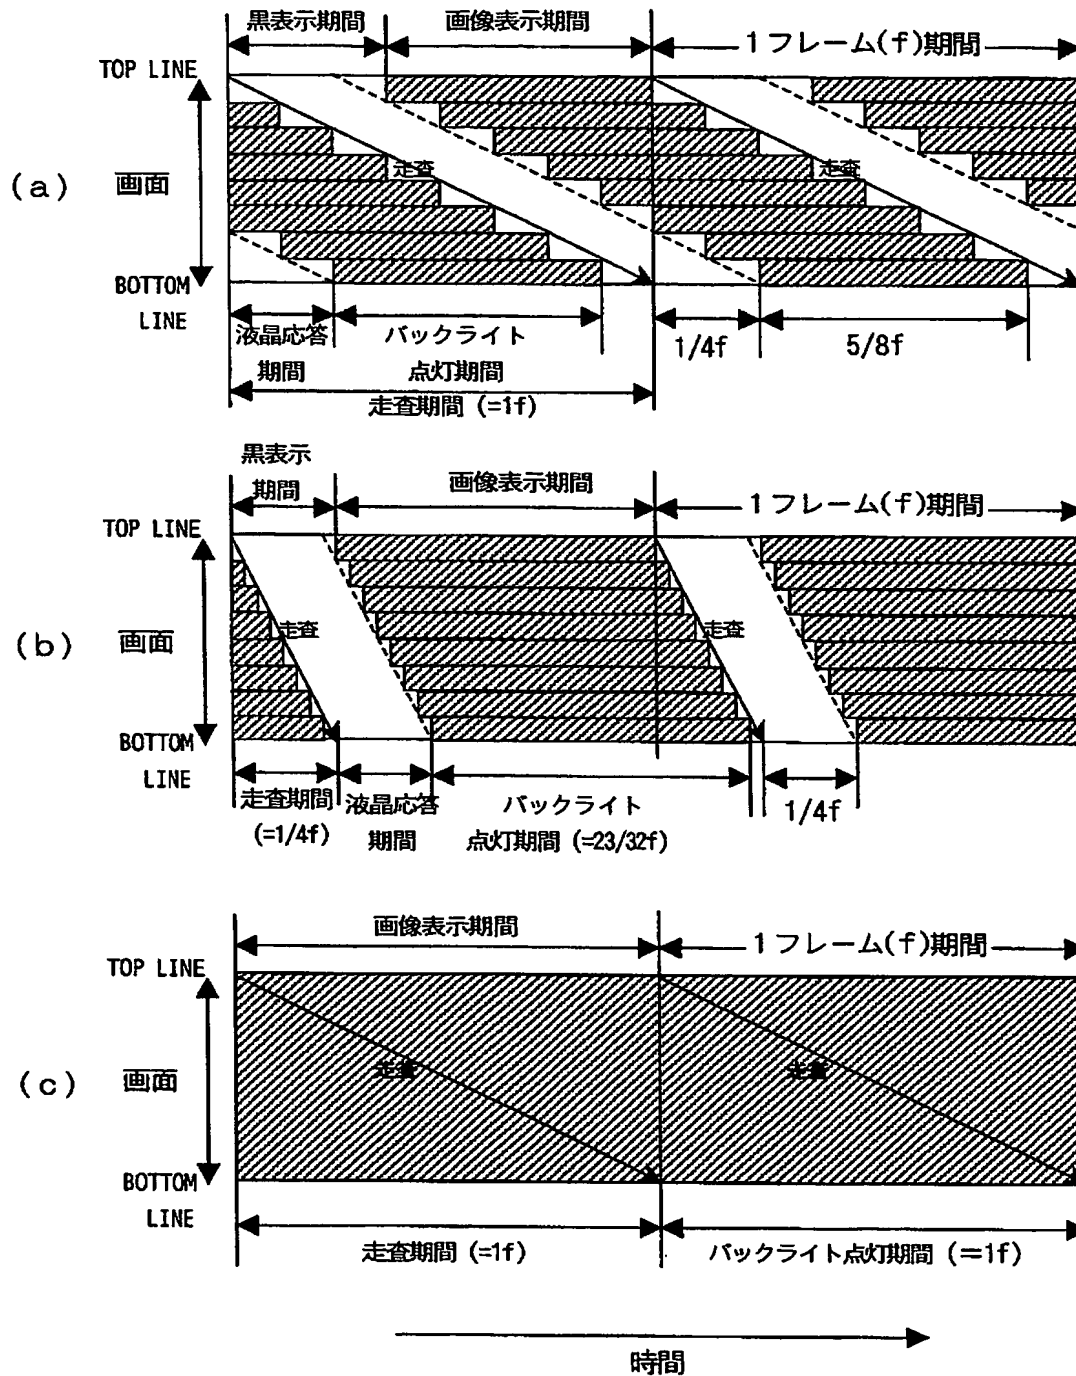 黒表示期間
画像表示期間
1フレーム(f)期間
TOP LINE
(a)
画面
走査
走査
BOTTOM
LINE
液晶応答
期間
バックライト
点灯期間
1/4f
5/8f
走査期間 (=1f)
黒表示
期間
画像表示期間
1フレーム(f)期間
TOP LINE
(b)
画面
走査
走査
BOTTOM
LINE
走査期間
(=1/4f)
液晶応答
期間
バックライト
点灯期間 (=23/32f)
1/4f
画像表示期間
1フレーム(f)期間
TOP LINE
(c)
画面
走査
走査
BOTTOM
LINE
走査期間 (=1f)
バックライト点灯期間 (=1f)
時間